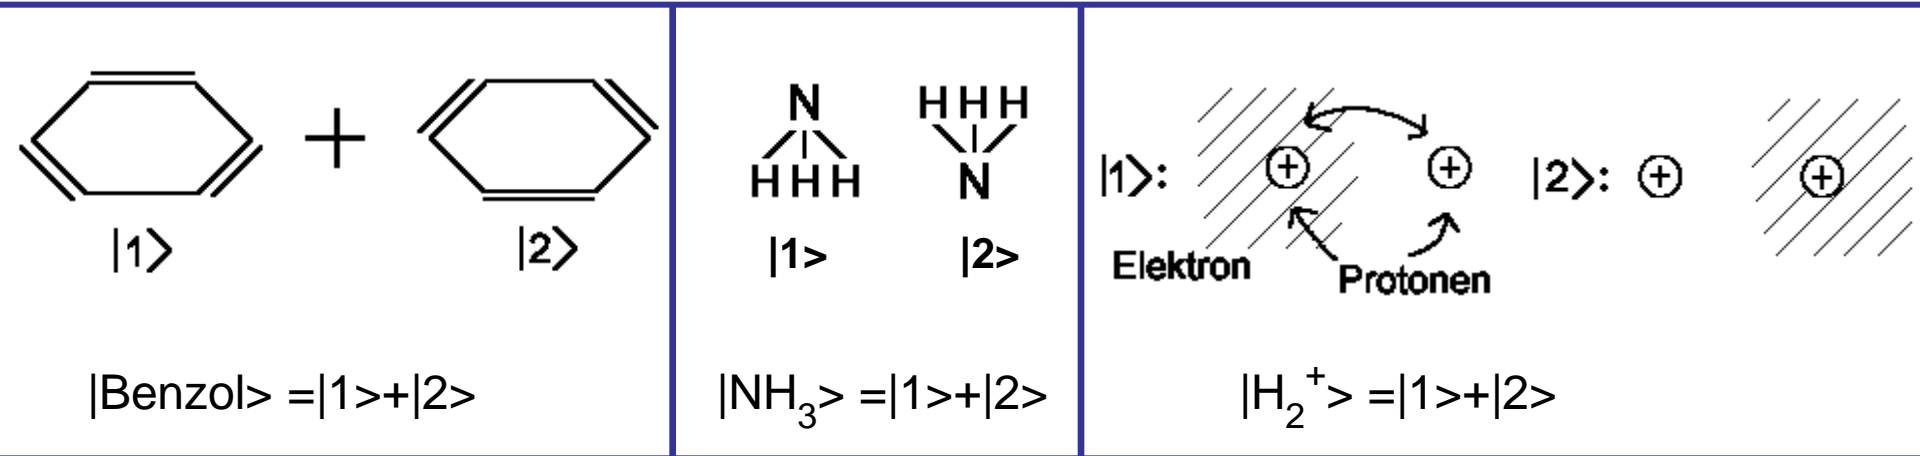 +
|1>
|2>
|Benzol> =|1>+|2>
N
HHH
|1>
HHH
N
|2>
|NH₃> =|1>+|2>
|1>: + +
Elektron
Protonen
|2>: + +
|H₂⁺> =|1>+|2>